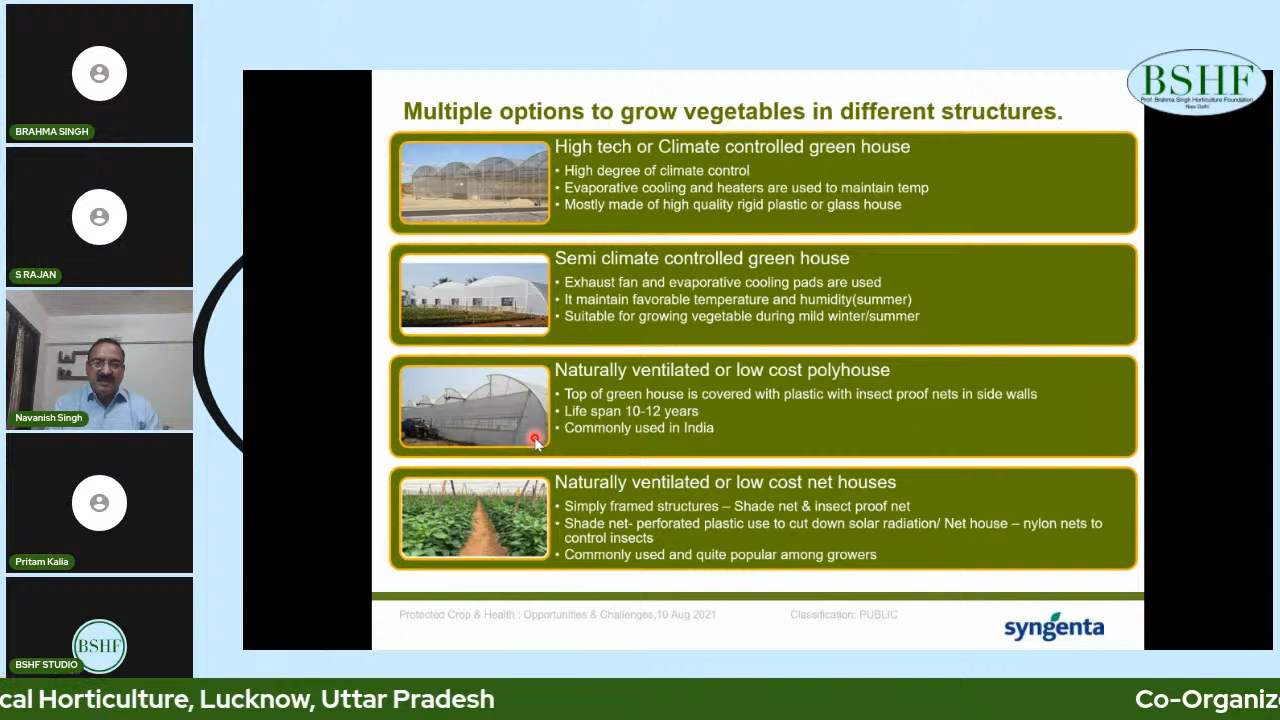 BRAHMA SINGH
S RAJAN
Navanish Singh
Pritam Kalia
BSHF
BSHF STUDIO
BSHF
Prof. Brahma Singh Horticulture Foundation
New Delhi
Multiple options to grow vegetables in different structures.
High tech or Climate controlled green house
• High degree of climate control
• Evaporative cooling and heaters are used to maintain temp
• Mostly made of high quality rigid plastic or glass house
Semi climate controlled green house
• Exhaust fan and evaporative cooling pads are used
• It maintain favorable temperature and humidity(summer)
• Suitable for growing vegetable during mild winter/summer
Naturally ventilated or low cost polyhouse
• Top of green house is covered with plastic with insect proof nets in side walls
• Life span 10-12 years
• Commonly used in India
Naturally ventilated or low cost net houses
• Simply framed structures – Shade net & insect proof net
• Shade net- perforated plastic use to cut down solar radiation/ Net house – nylon nets to
control insects
• Commonly used and quite popular among growers
Protected Crop & Health : Opportunities & Challenges,10 Aug 2021
Classification: PUBLIC
syngenta
cal Horticulture, Lucknow, Uttar Pradesh
Co-Organiz